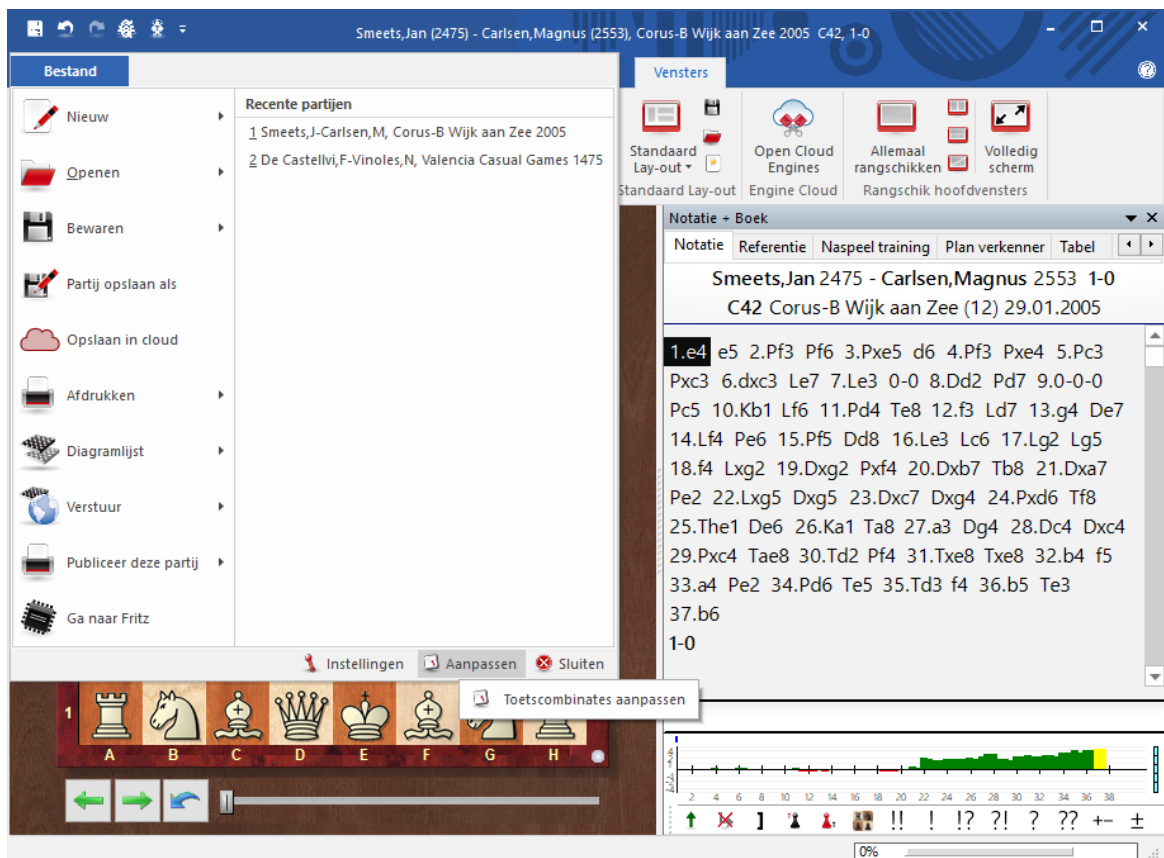 Smeets,Jan (2475) - Carlsen,Magnus (2553), Corus-B Wijk aan Zee 2005 C42, 1-0
Bestand
Vensters
Nieuw
Openen
Bewaren
Partij opslaan als
Opslaan in cloud
Afdrukken
Diagramlijst
Verstuur
Publiceer deze partij
Ga naar Fritz
Recente partijen
1 Smeets,J-Carlsen,M, Corus-B Wijk aan Zee 2005
2 De Castellvi,F-Vinoles,N, Valencia Casual Games 1475
Instellingen Aanpassen Sluiten
Toetscombinates aanpassen
Standaard
Lay-out
Open Cloud
Engines
Allemaal
rangschikken
Volledig
scherm
Standaard Lay-out Engine Cloud Rangschik hoofdvensters
Notatie + Boek
Notatie Referentie Naspeel training Plan verkenner Tabel
Smeets,Jan 2475 - Carlsen,Magnus 2553 1-0
C42 Corus-B Wijk aan Zee (12) 29.01.2005
1.e4 e5 2.Pf3 Pf6 3.Pxe5 d6 4.Pf3 Pxe4 5.Pc3
Pxc3 6.dxc3 Le7 7.Le3 0-0 8.Dd2 Pd7 9.0-0-0
Pc5 10.Kb1 Lf6 11.Pd4 Te8 12.f3 Ld7 13.g4 De7
14.Lf4 Pe6 15.Pf5 Dd8 16.Le3 Lc6 17.Lg2 Lg5
18.f4 Lxg2 19.Dxg2 Pxf4 20.Dxb7 Tb8 21.Dxa7
Pe2 22.Lxg5 Dxg5 23.Dxc7 Dxg4 24.Pxd6 Tf8
25.The1 De6 26.Ka1 Ta8 27.a3 Dg4 28.Dc4 Dxc4
29.Pxc4 Tae8 30.Td2 Pf4 31.Txe8 Txe8 32.b4 f5
33.a4 Pe2 34.Pd6 Te5 35.Td3 f4 36.b5 Te3
37.b6
1-0
1
A B C D E F G H
4
2
-2
-4
2 4 6 8 10 12 14 16 18 20 22 24 26 28 30 32 34 36 38
] !! ! !? ?! ? ?? +− ±
0%